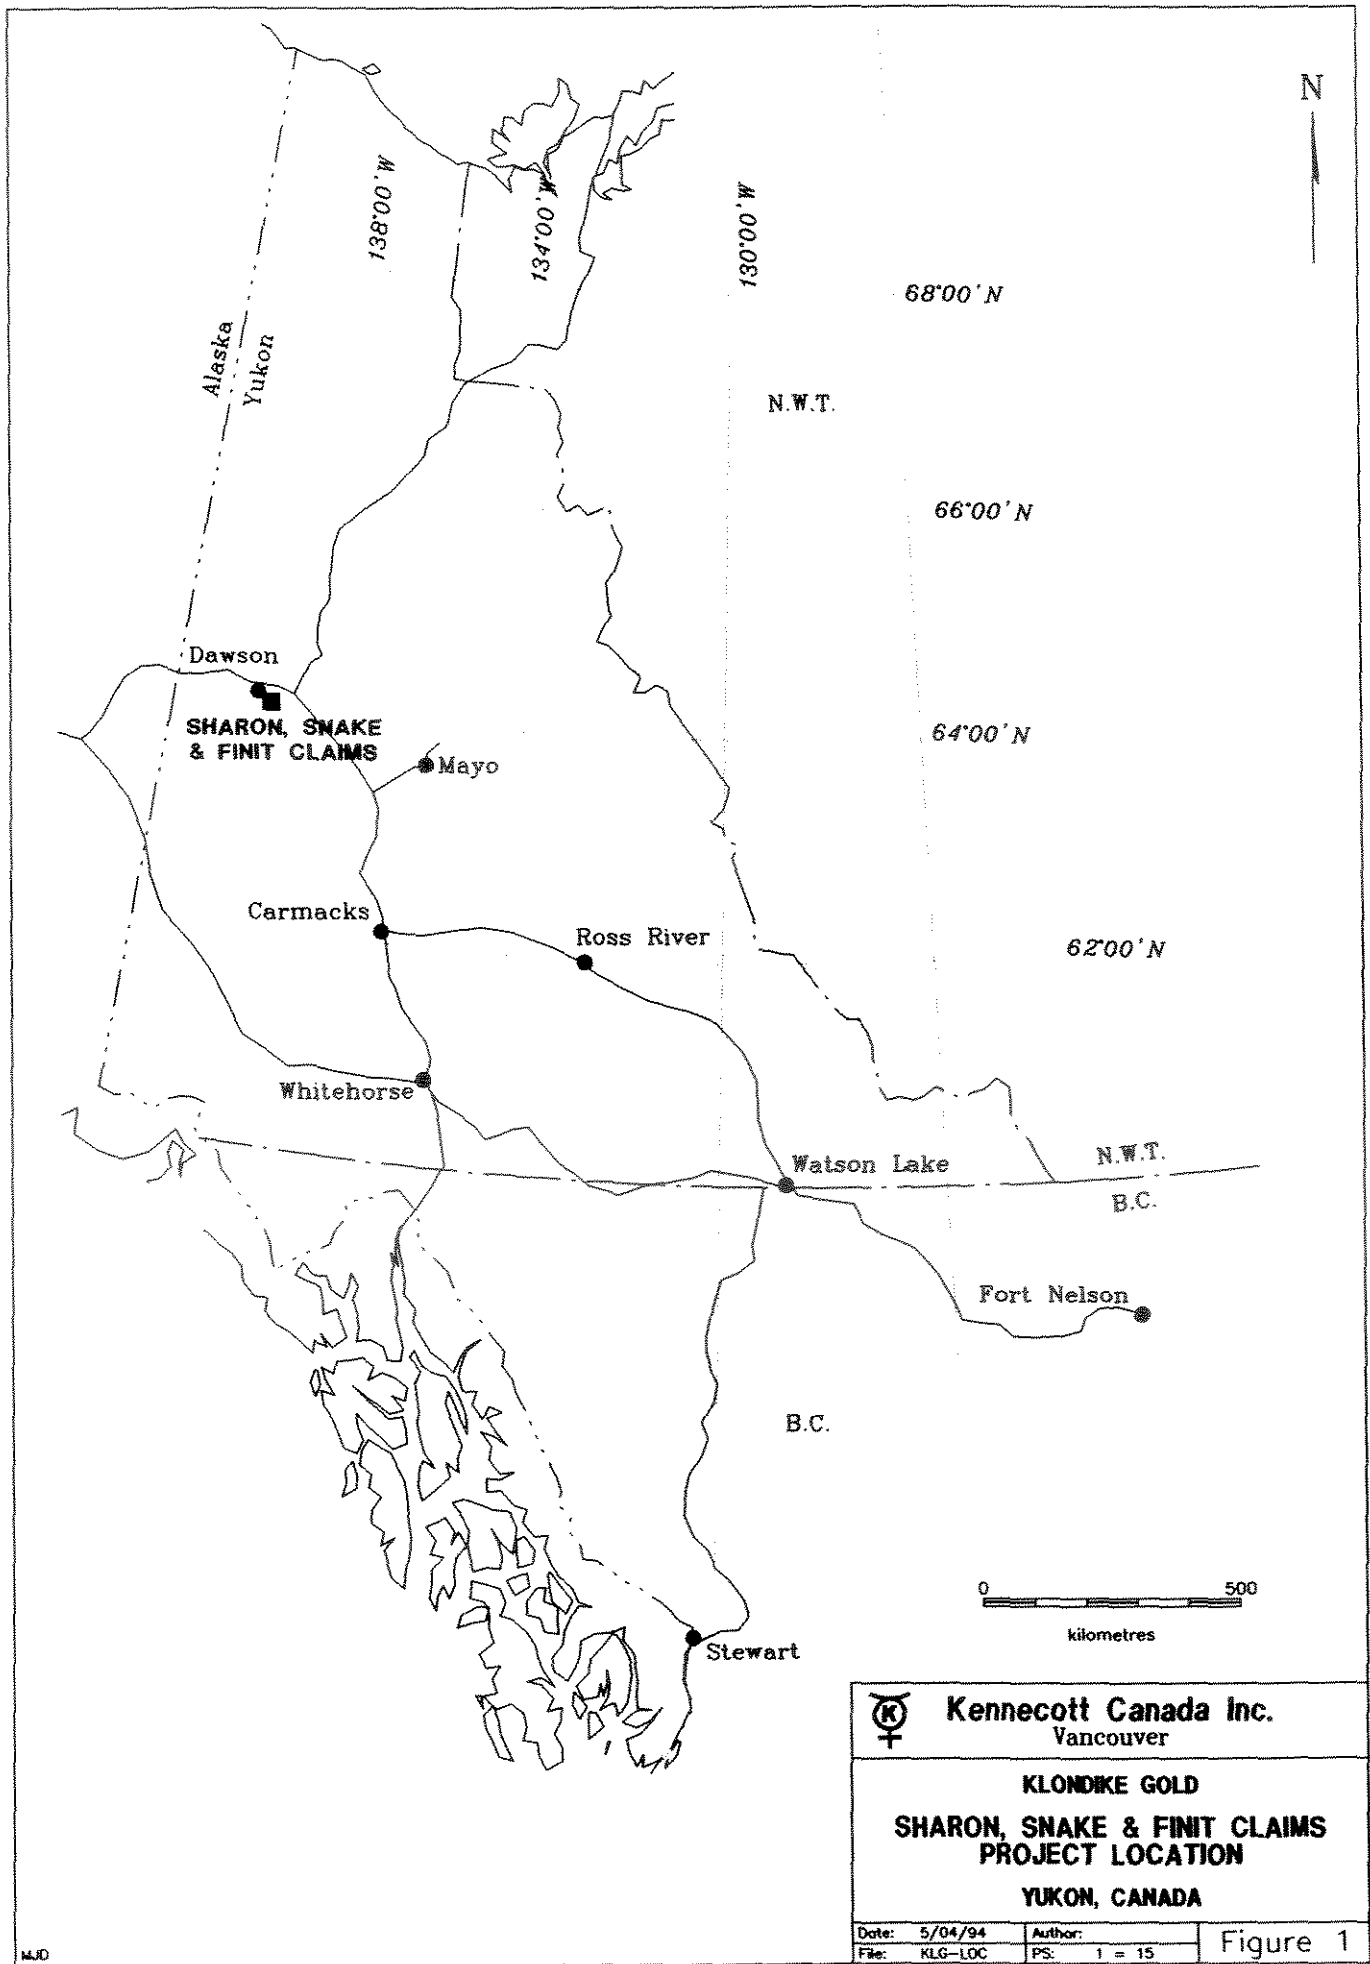 N
138°00'W
134°00'W
130°00'W
68°00'N
Alaska
Yukon
N.W.T.
66°00'N
Dawson
SHARON, SNAKE
& FINIT CLAIMS
64°00'N
Mayo
Carmacks
Ross River
62°00'N
Whitehorse
Watson Lake
N.W.T.
B.C.
Fort Nelson
B.C.
0 500
kilometres
Stewart
K
Kennecott Canada Inc.
Vancouver
KLONDIKE GOLD
SHARON, SNAKE & FINIT CLAIMS
PROJECT LOCATION
YUKON, CANADA
Date: 5/04/94 Author:
File: KLG-LOC PS: 1 = 15
Figure 1
MJD